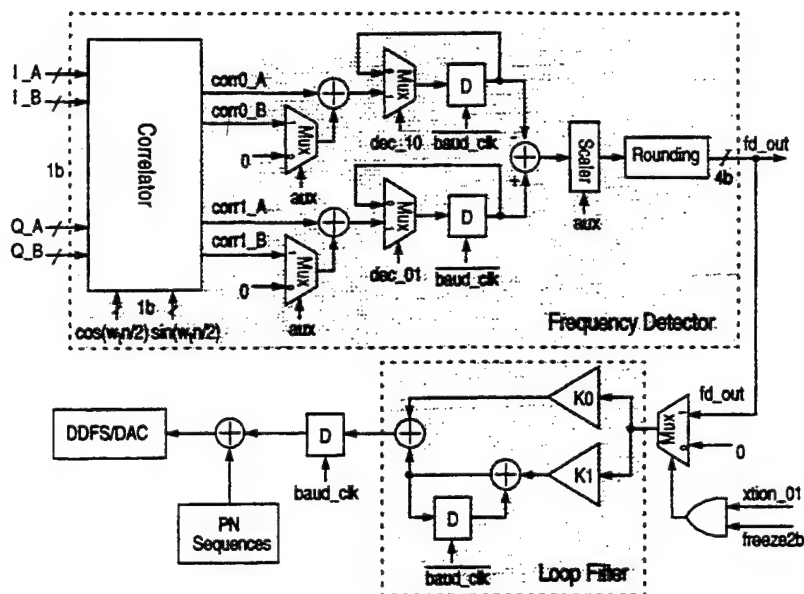 I_A
I_B
1b
Q_A
Q_B
Correlator
1b
cos(w₁n/2) sin(w₁n/2)
corr0_A
corr0_B
0
Mux
aux
corr1_A
corr1_B
0
Mux
aux
Mux
dec_10
D
baud_clk
Mux
dec_01
D
baud_clk
-
+
Scaler
aux
Rounding
4b
fd_out
Frequency Detector
DDFS/DAC
PN
Sequences
D
baud_clk
K0
K1
D
baud_clk
Loop Filter
fd_out
Mux
0
xtion_01
freeze2b